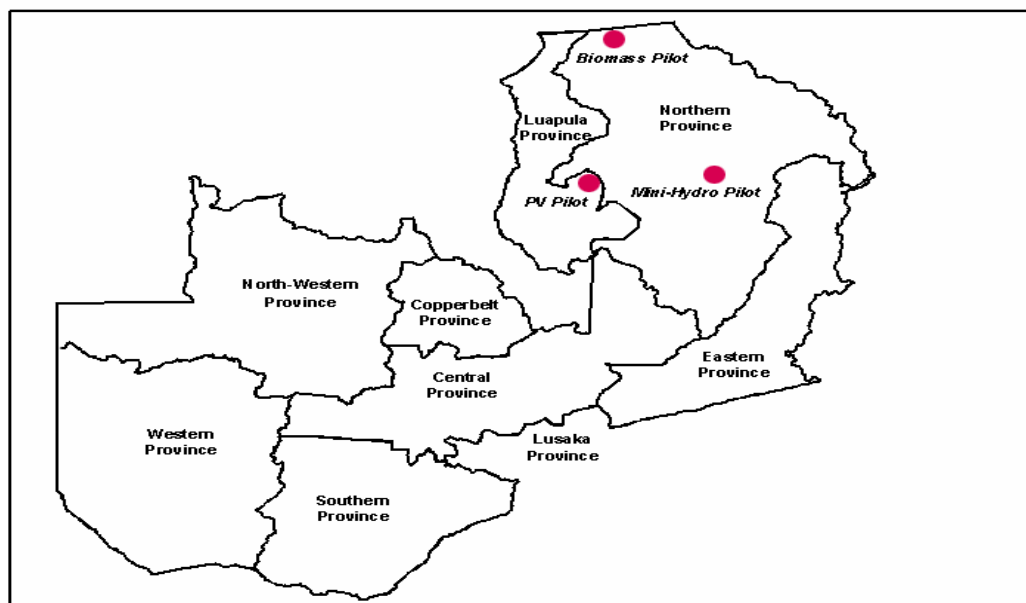 Biomass Pilot
Luapula
Province
Northern
Province
PV Pilot
Mini-Hydro Pilot
North-Western
Province
Copperbelt
Province
Central
Province
Eastern
Province
Western
Province
Lusaka
Province
Southern
Province